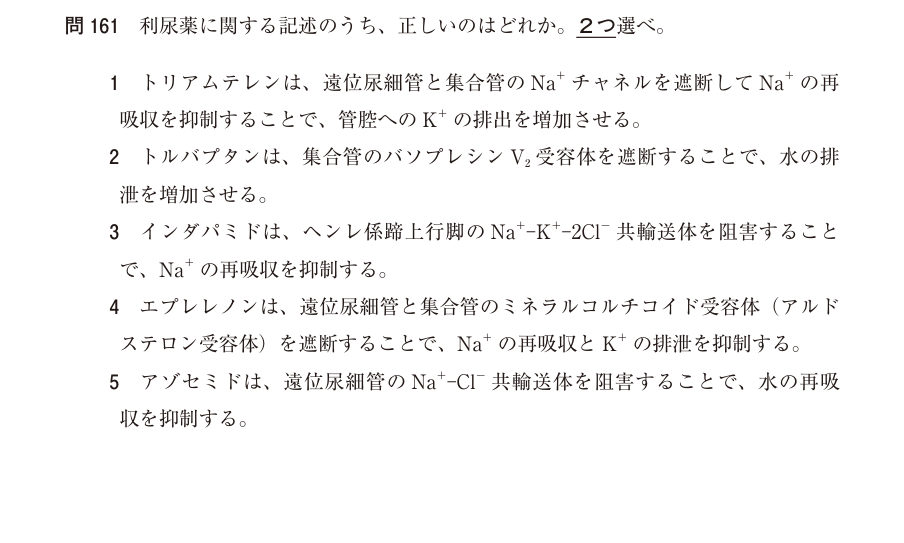 問 161 利尿薬に関する記述のうち、正しいのはどれか。2つ選べ。
1 トリアムテレンは、遠位尿細管と集合管の Na⁺ チャネルを遮断して Na⁺ の再
吸収を抑制することで、管腔への K⁺ の排出を増加させる。
2 トルバプタンは、集合管のバソプレシン V₂ 受容体を遮断することで、水の排
泄を増加させる。
3 インダパミドは、ヘンレ係蹄上行脚の Na⁺-K⁺-2Cl⁻ 共輸送体を阻害すること
で、Na⁺ の再吸収を抑制する。
4 エプレレノンは、遠位尿細管と集合管のミネラルコルチコイド受容体（アルド
ステロン受容体）を遮断することで、Na⁺ の再吸収と K⁺ の排泄を抑制する。
5 アゾセミドは、遠位尿細管の Na⁺-Cl⁻ 共輸送体を阻害することで、水の再吸
収を抑制する。